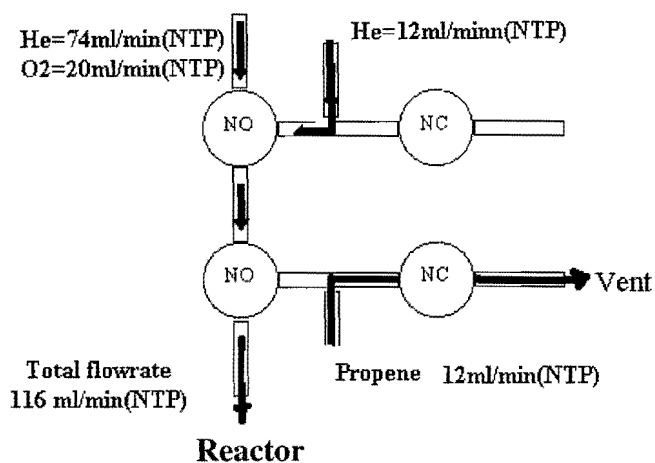 He=74ml/min(NTP)
O2=20ml/min(NTP)
He=12ml/minn(NTP)
NO
NC
NO
NC
Vent
Total flowrate
116 ml/min(NTP)
Propene 12ml/min(NTP)
Reactor